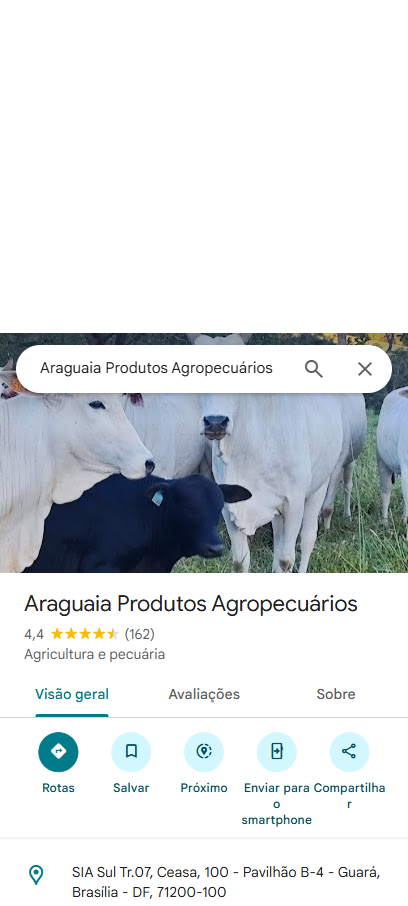 Araguaia Produtos Agropecuários
Araguaia Produtos Agropecuários
4,4 (162)
Agricultura e pecuária
Visão geral
Avaliações
Sobre
Rotas
Salvar
Próximo
Enviar para
o
smartphone
Compartilha
r
SIA Sul Tr.07, Ceasa, 100 - Pavilhão B-4 - Guará,
Brasília - DF, 71200-100